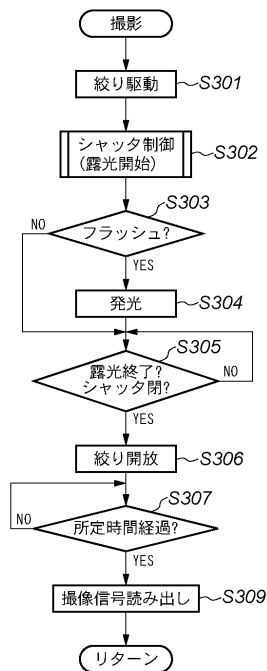 撮影
絞り駆動
S301
シャッタ制御
(露光開始)
S302
S303
フラッシュ?
NO
YES
発光
S304
S305
露光終了?
シャッタ閉?
NO
YES
絞り開放
S306
S307
所定時間経過?
NO
YES
撮像信号読み出し
S309
リターン